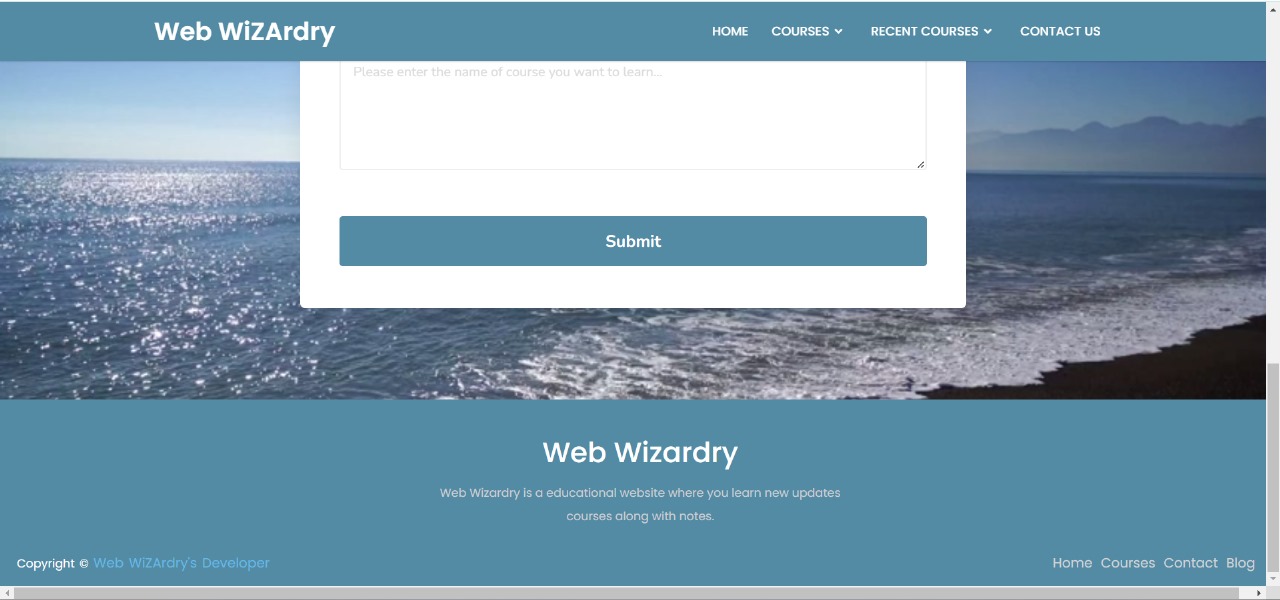 Web WiZArdry
HOME COURSES RECENT COURSES CONTACT US
Please enter the name of course you want to learn...
Submit
Web Wizardry
Web Wizardry is a educational website where you learn new updates
courses along with notes.
Copyright © Web WiZArdry's Developer
Home Courses Contact Blog